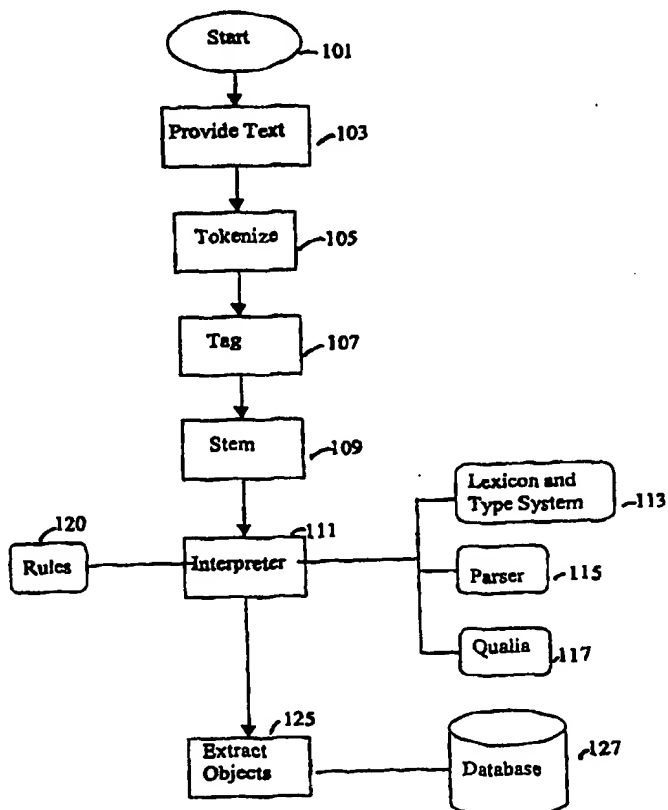 Start
101
Provide Text
103
Tokenize
105
Tag
107
Stem
109
Lexicon and
Type System
113
120
111
Rules
Interpreter
Parser
115
Qualia
117
125
Extract
Objects
Database
127